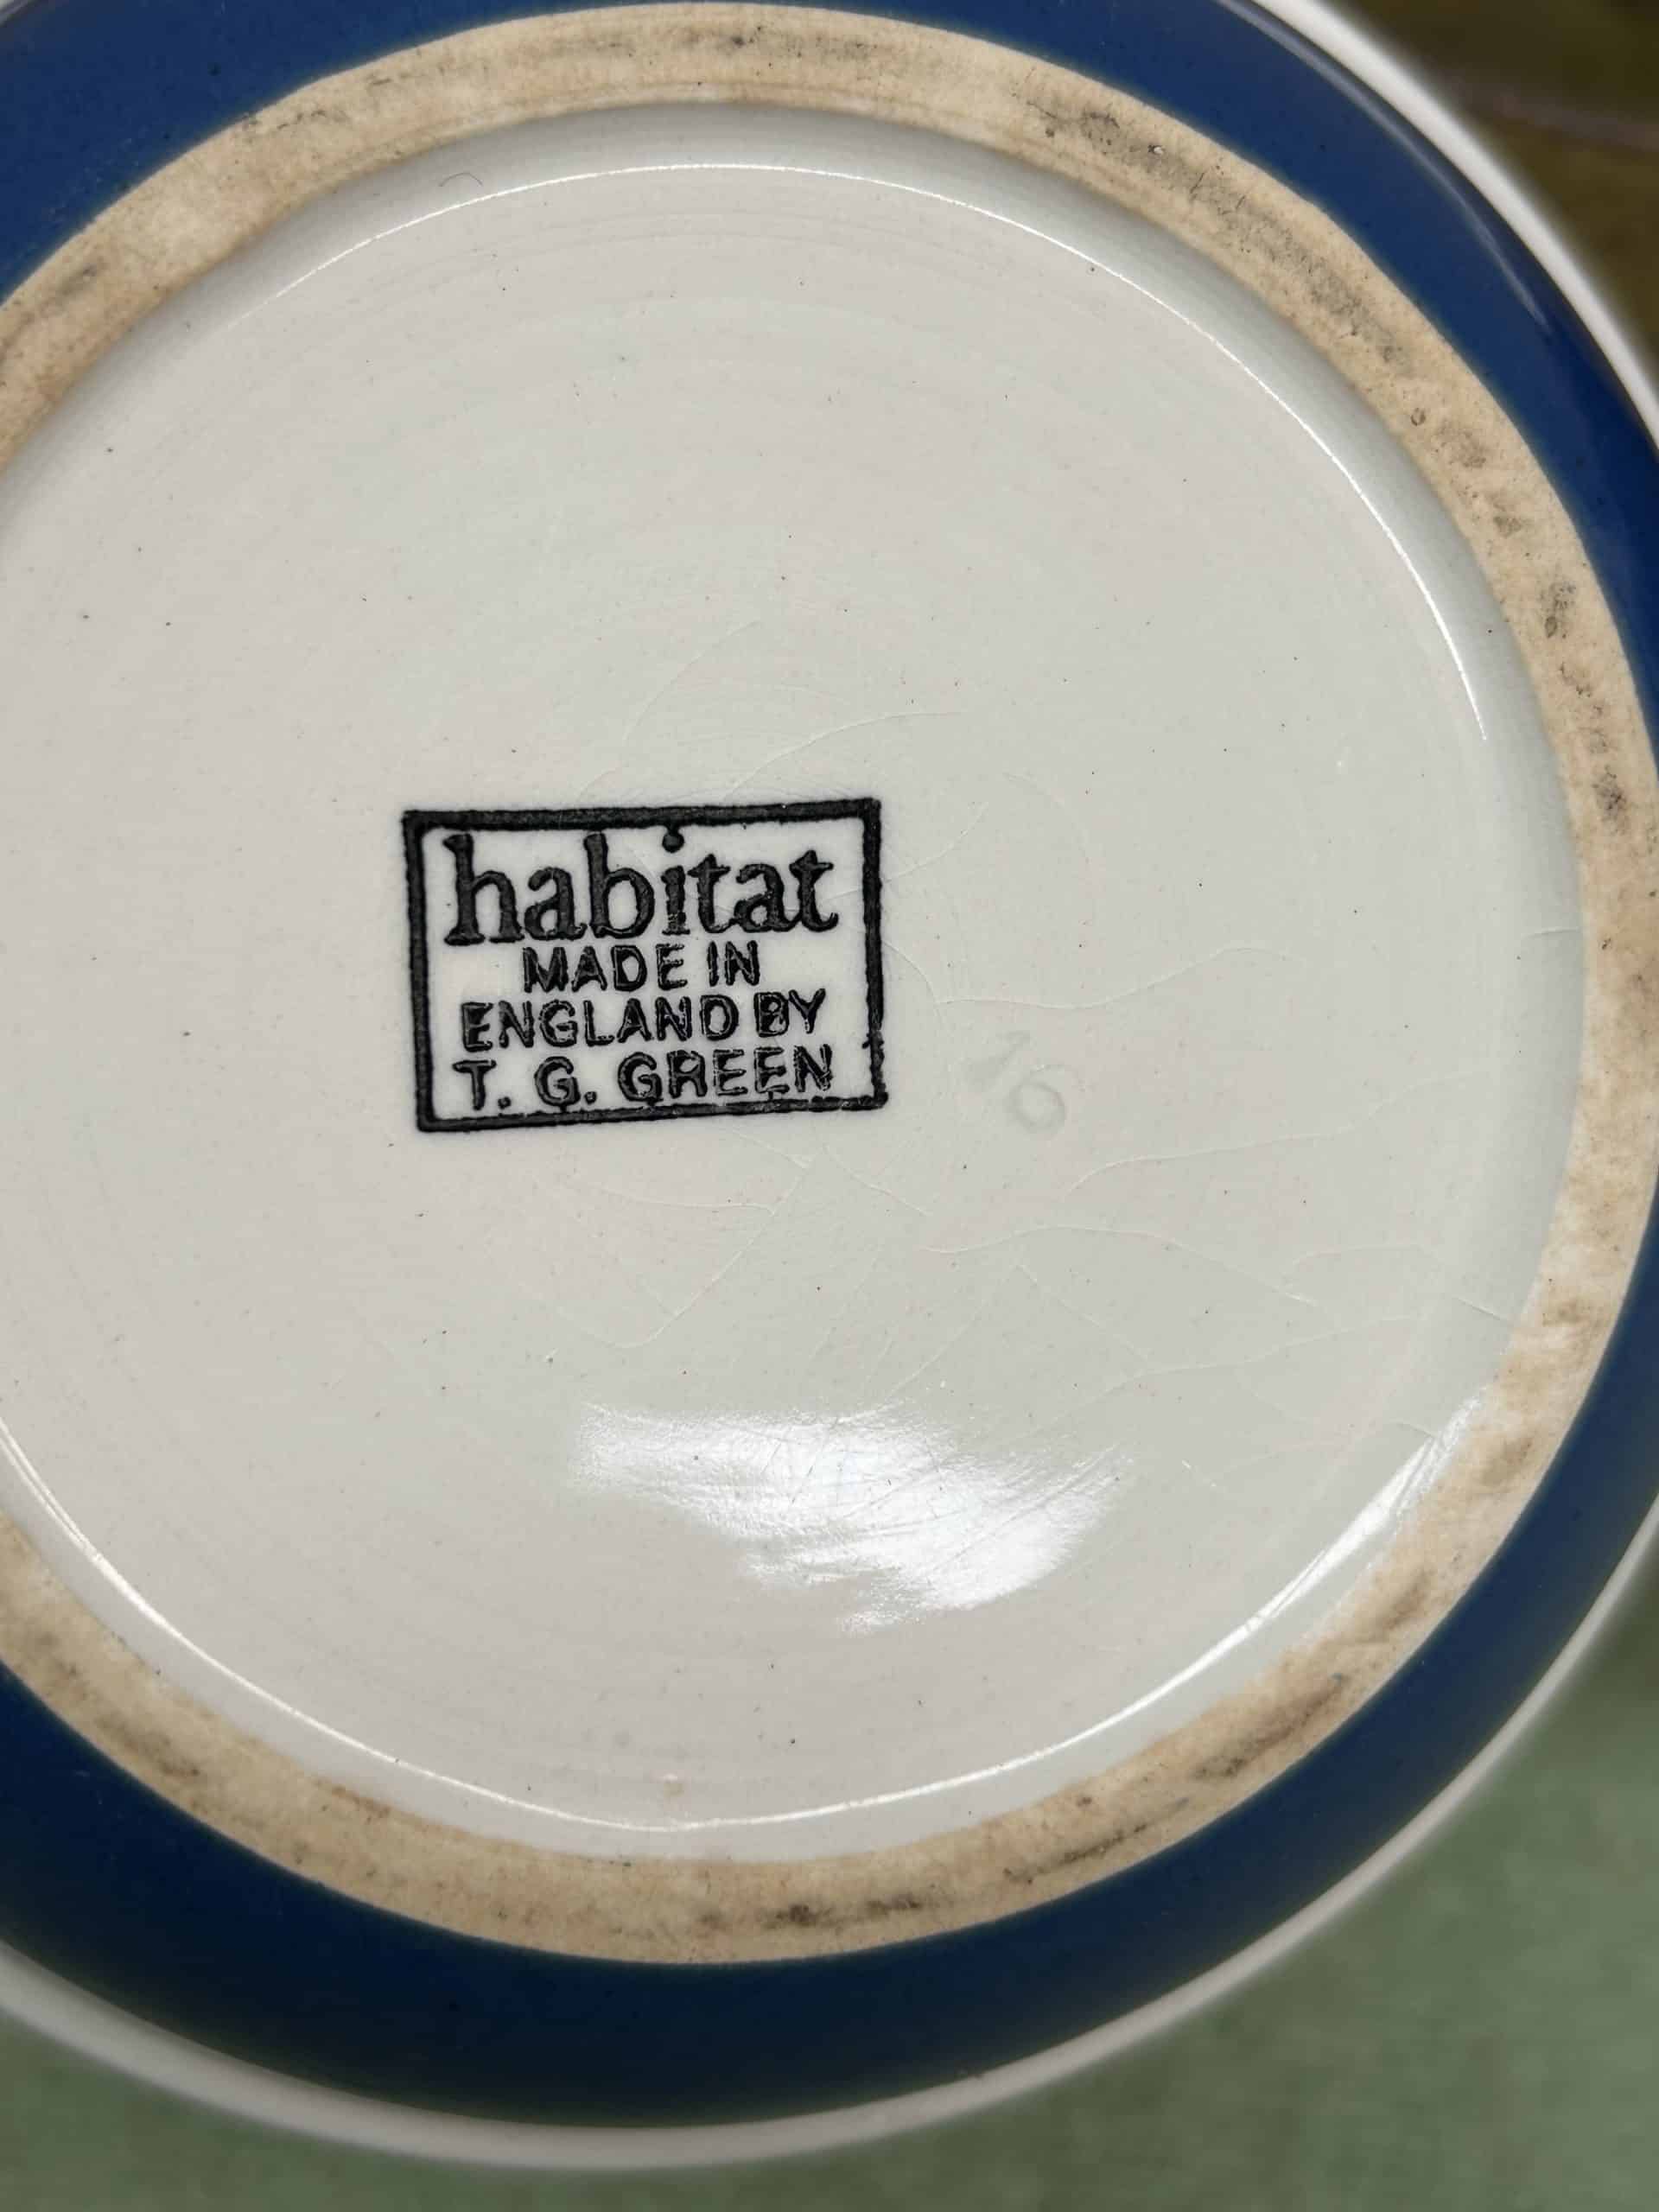 habitat
MADE IN
ENGLAND BY
T. G. GREEN
16